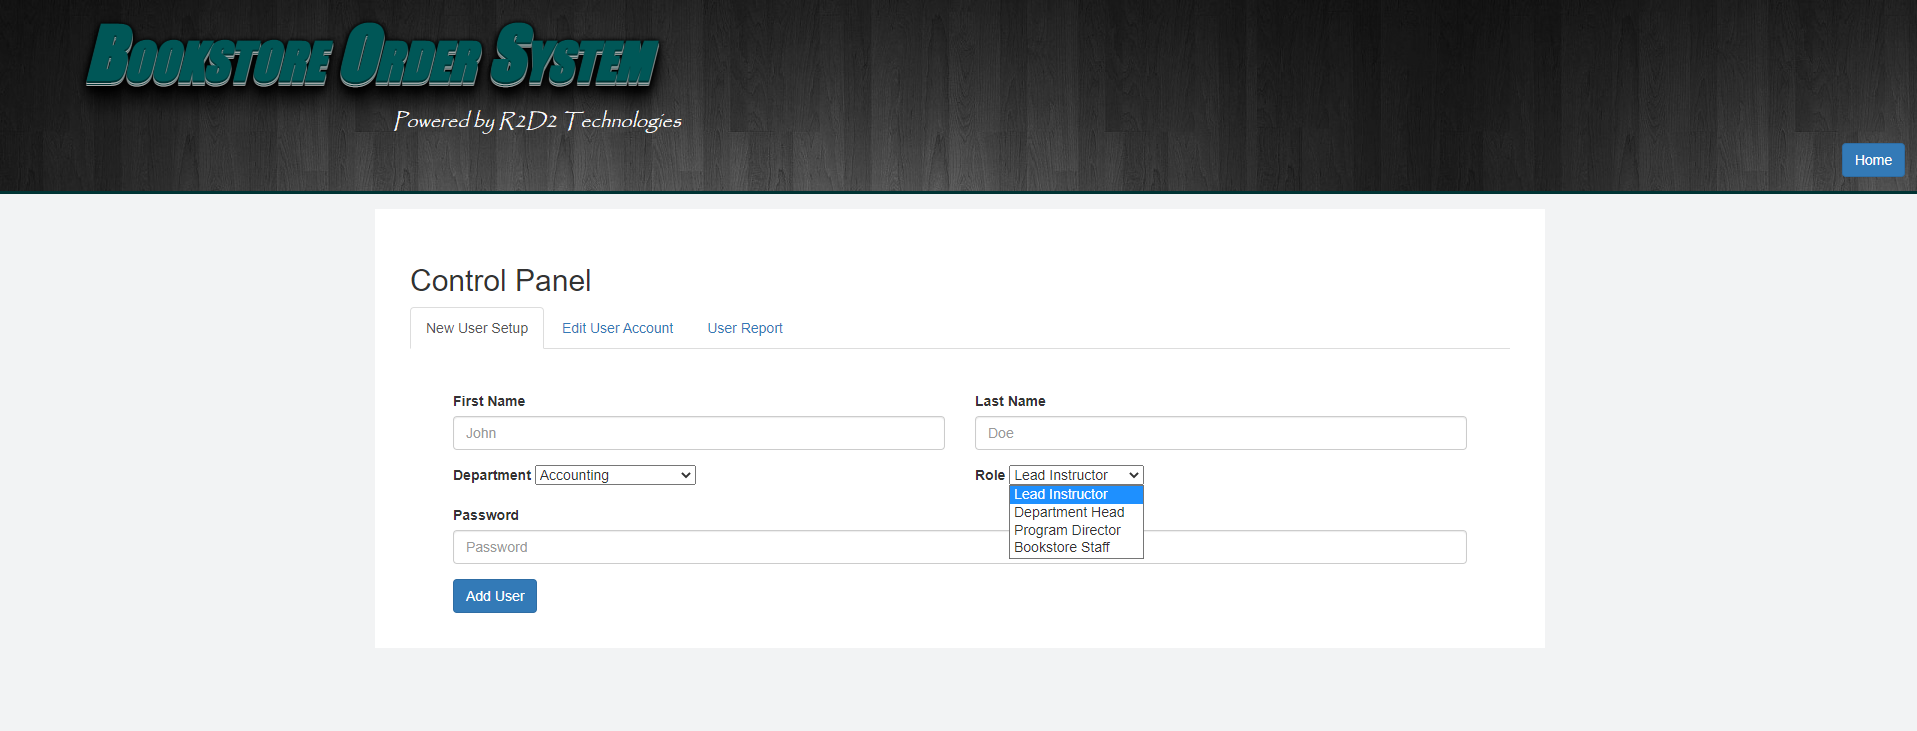 Bookstore Order System
Powered by R2D2 Technologies
Home
Control Panel
New User Setup Edit User Account User Report
First Name Last Name
John Doe
Department Accounting Role Lead Instructor
Lead Instructor
Department Head
Program Director
Bookstore Staff
Password
Password
Add User